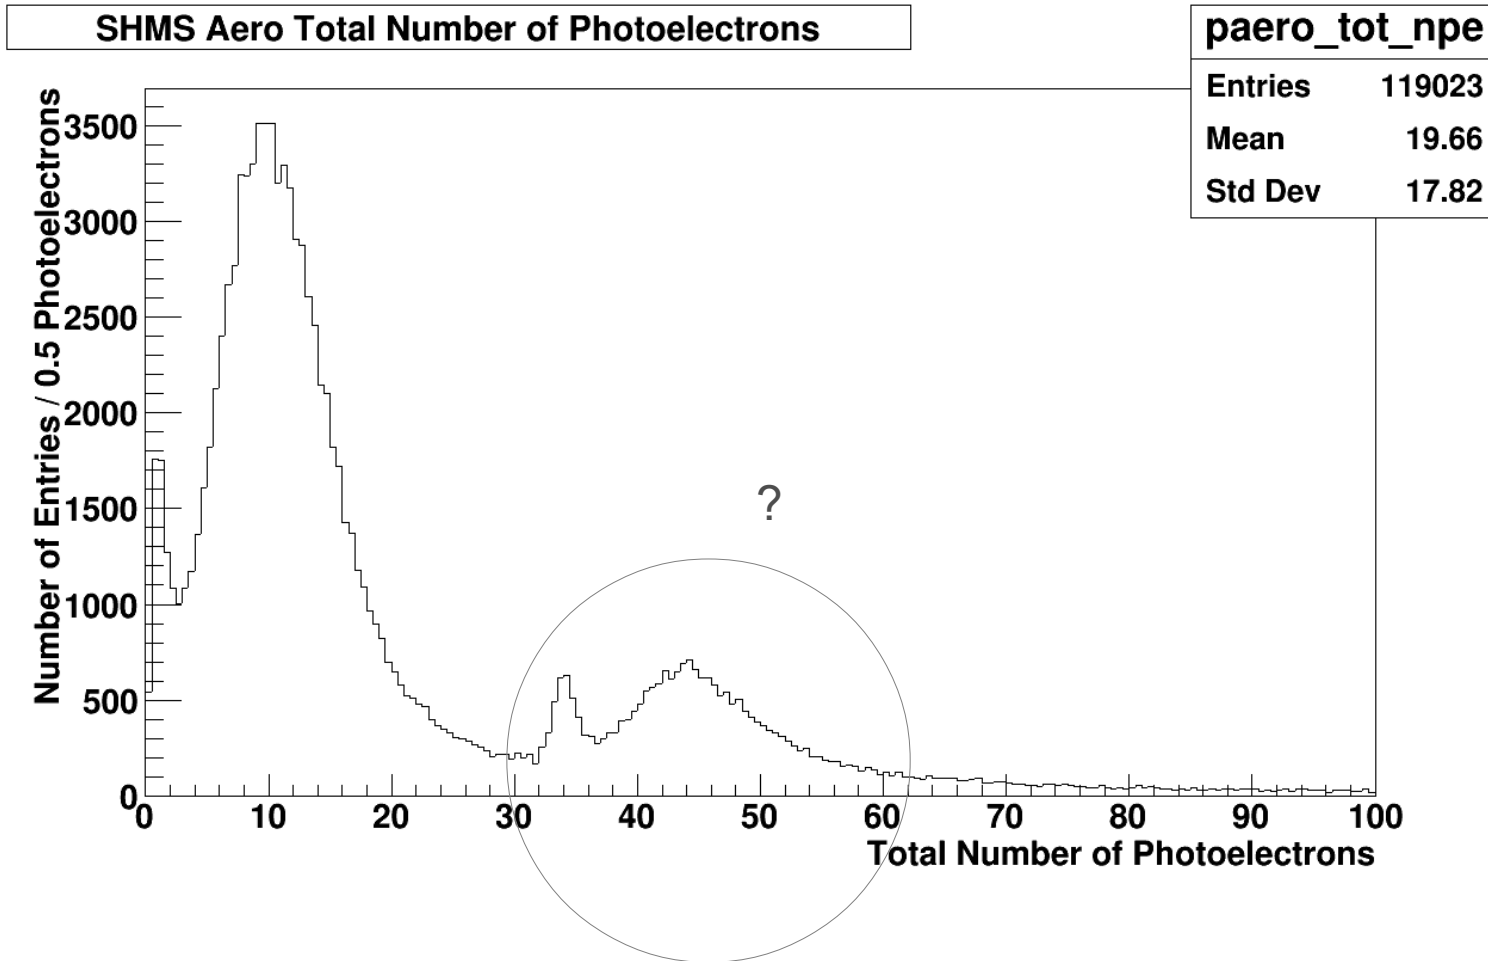 SHMS Aero Total Number of Photoelectrons
paero_tot_npe
Entries 119023
Mean 19.66
Std Dev 17.82
Number of Entries / 0.5 Photoelectrons
3500
3000
2500
2000
1500
1000
500
0
?
0 10 20 30 40 50 60 70 80 90 100
Total Number of Photoelectrons